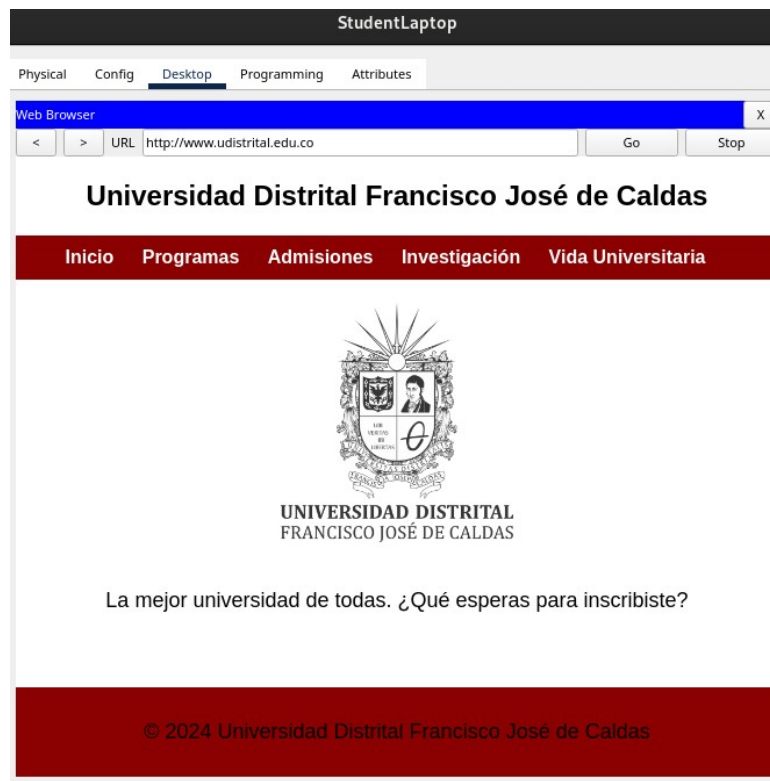 StudentLaptop
Physical Config Desktop Programming Attributes
Web Browser X
< > URL http://www.udistrital.edu.co Go Stop
Universidad Distrital Francisco José de Caldas
Inicio Programas Admisiones Investigación Vida Universitaria
UNIVERSIDAD DISTRITAL
FRANCISCO JOSÉ DE CALDAS
La mejor universidad de todas. ¿Qué esperas para inscribiste?
© 2024 Universidad Distrital Francisco José de Caldas